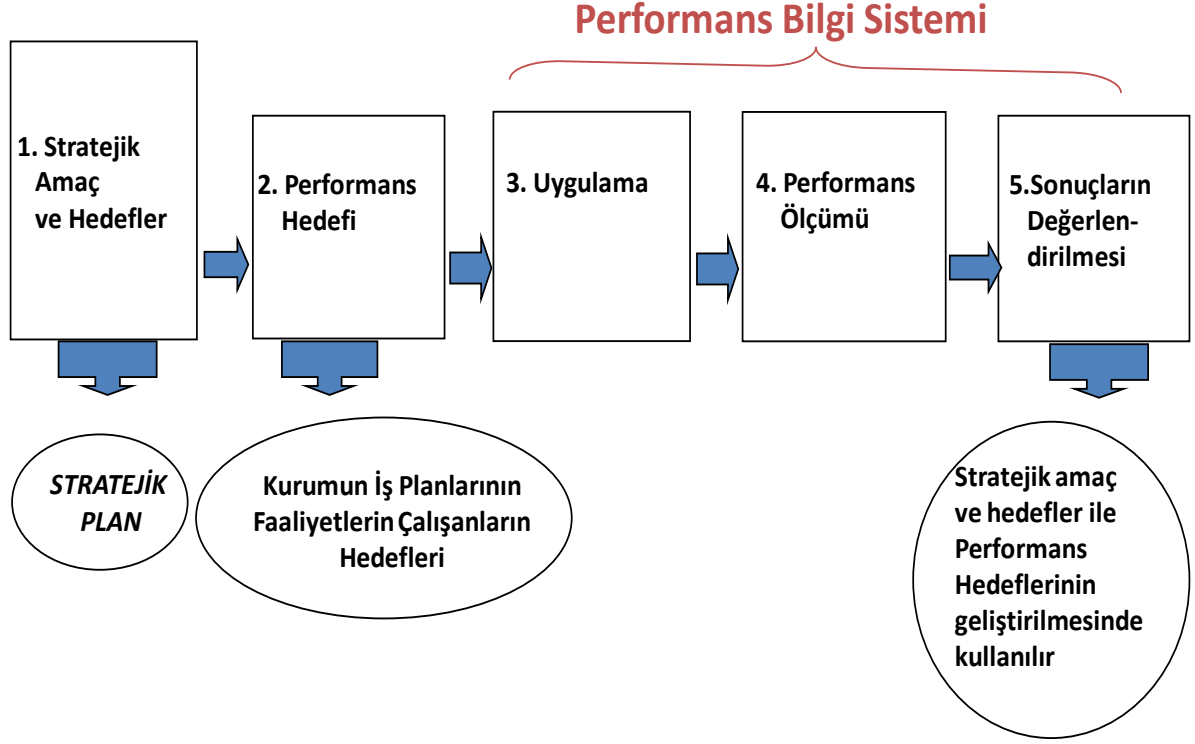 Performans Bilgi Sistemi
1. Stratejik
Amaç
ve Hedefler
2. Performans
Hedefi
3. Uygulama
4. Performans
Ölçümü
5.Sonuçların
Değerlen-
dirilmesi
STRATEJİK
PLAN
Kurumun İş Planlarının
Faaliyetlerin Çalışanların
Hedefleri
Stratejik amaç
ve hedefler ile
Performans
Hedeflerinin
geliştirilmesinde
kullanılır